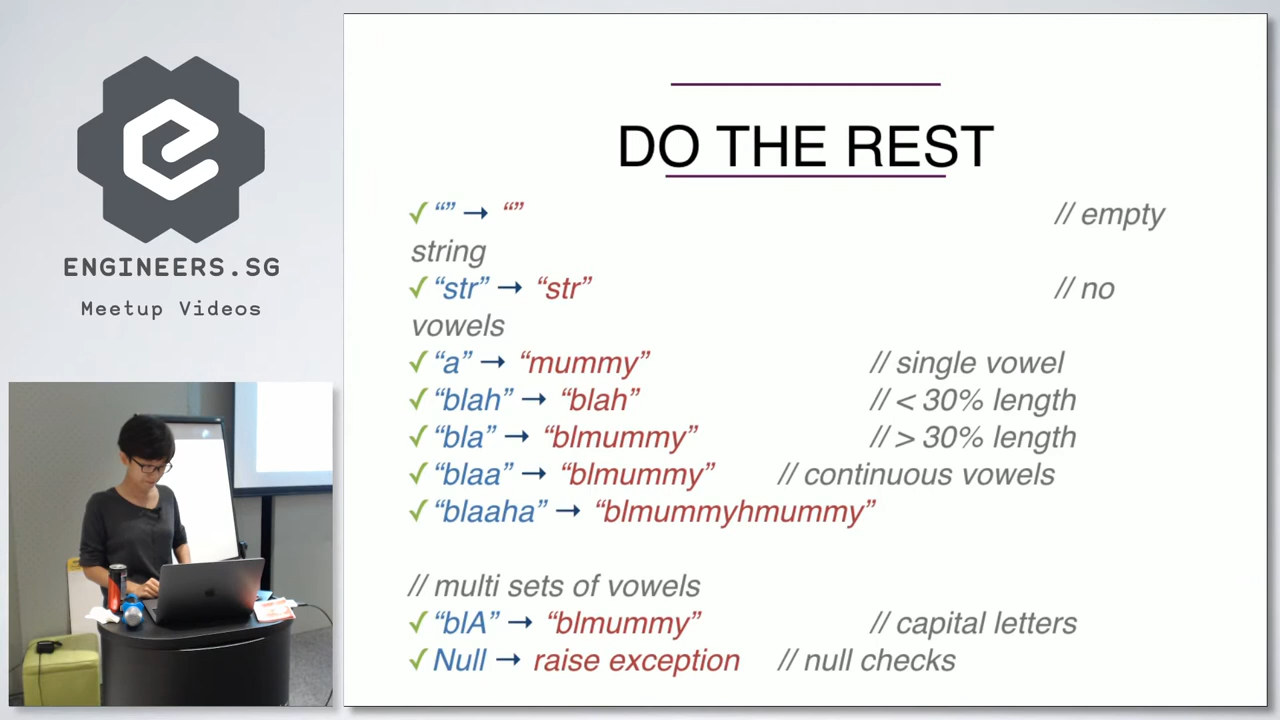 ENGINEERS.SG
Meetup Videos
DO THE REST
✓ “” → “” // empty
string
✓ “str” → “str” // no
vowels
✓ “a” → “mummy” // single vowel
✓ “blah” → “blah” // < 30% length
✓ “bla” → “blmummy” // > 30% length
✓ “blaa” → “blmummy” // continuous vowels
✓ “blaaha” → “blmummyhmummy”
// multi sets of vowels
✓ “blA” → “blmummy” // capital letters
✓ Null → raise exception // null checks